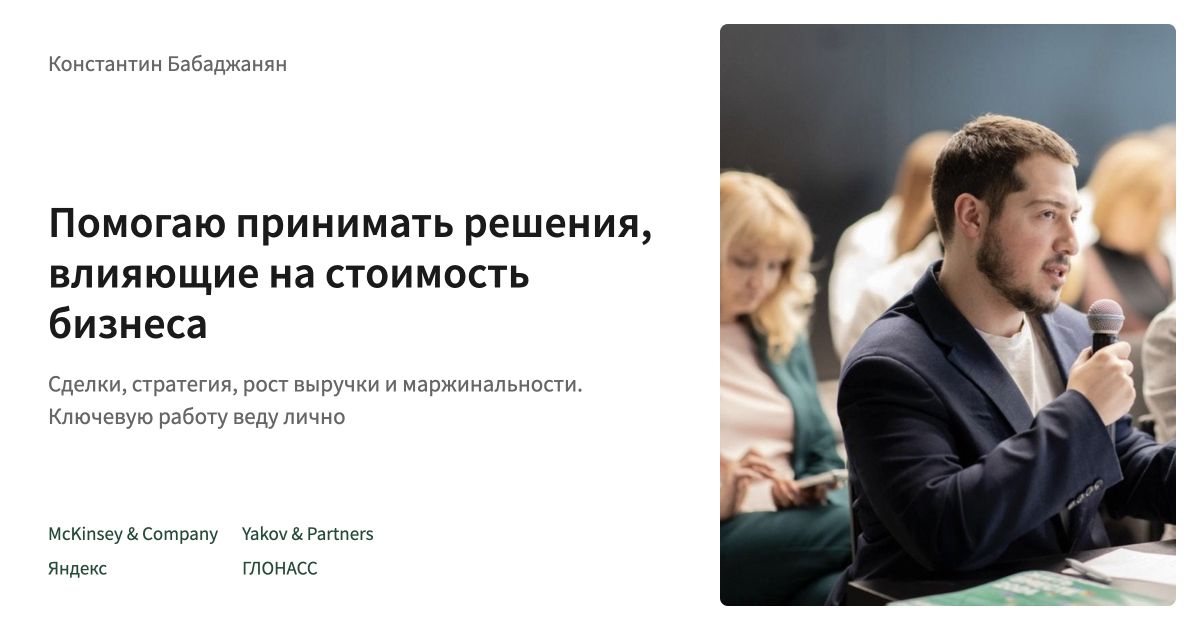 Константин Бабаджанян
Помогаю принимать решения,
влияющие на стоимость
бизнеса
Сделки, стратегия, рост выручки и маржинальности.
Ключевую работу веду лично
McKinsey & Company
Yakov & Partners
Яндекс
ГЛОНАСС